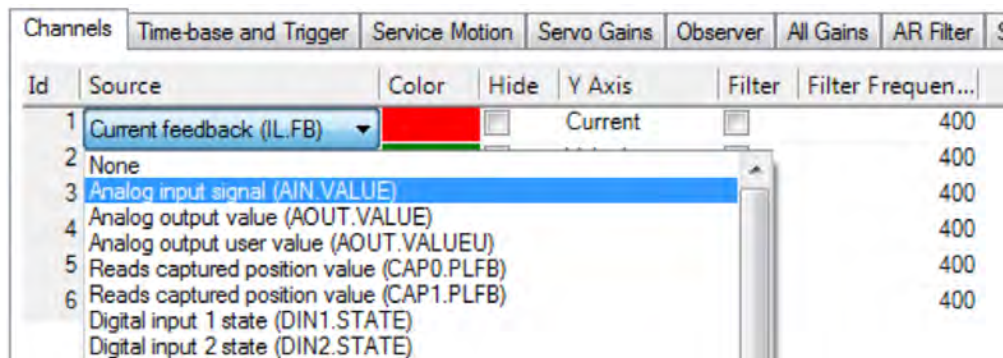 Channels Time-base and Trigger Service Motion Servo Gains Observer All Gains AR Filter
Id Source Color Hide Y Axis Filter Filter Frequen...
1 Current feedback (IL.FB) Current 400
2 None 400
3 Analog input signal (AIN.VALUE) 400
Analog output value (AOUT.VALUE)
4 Analog output user value (AOUT.VALUEU) 400
5 Reads captured position value (CAP0.PLFB) 400
6 Reads captured position value (CAP1.PLFB) 400
Digital input 1 state (DIN1.STATE)
Digital input 2 state (DIN2.STATE)